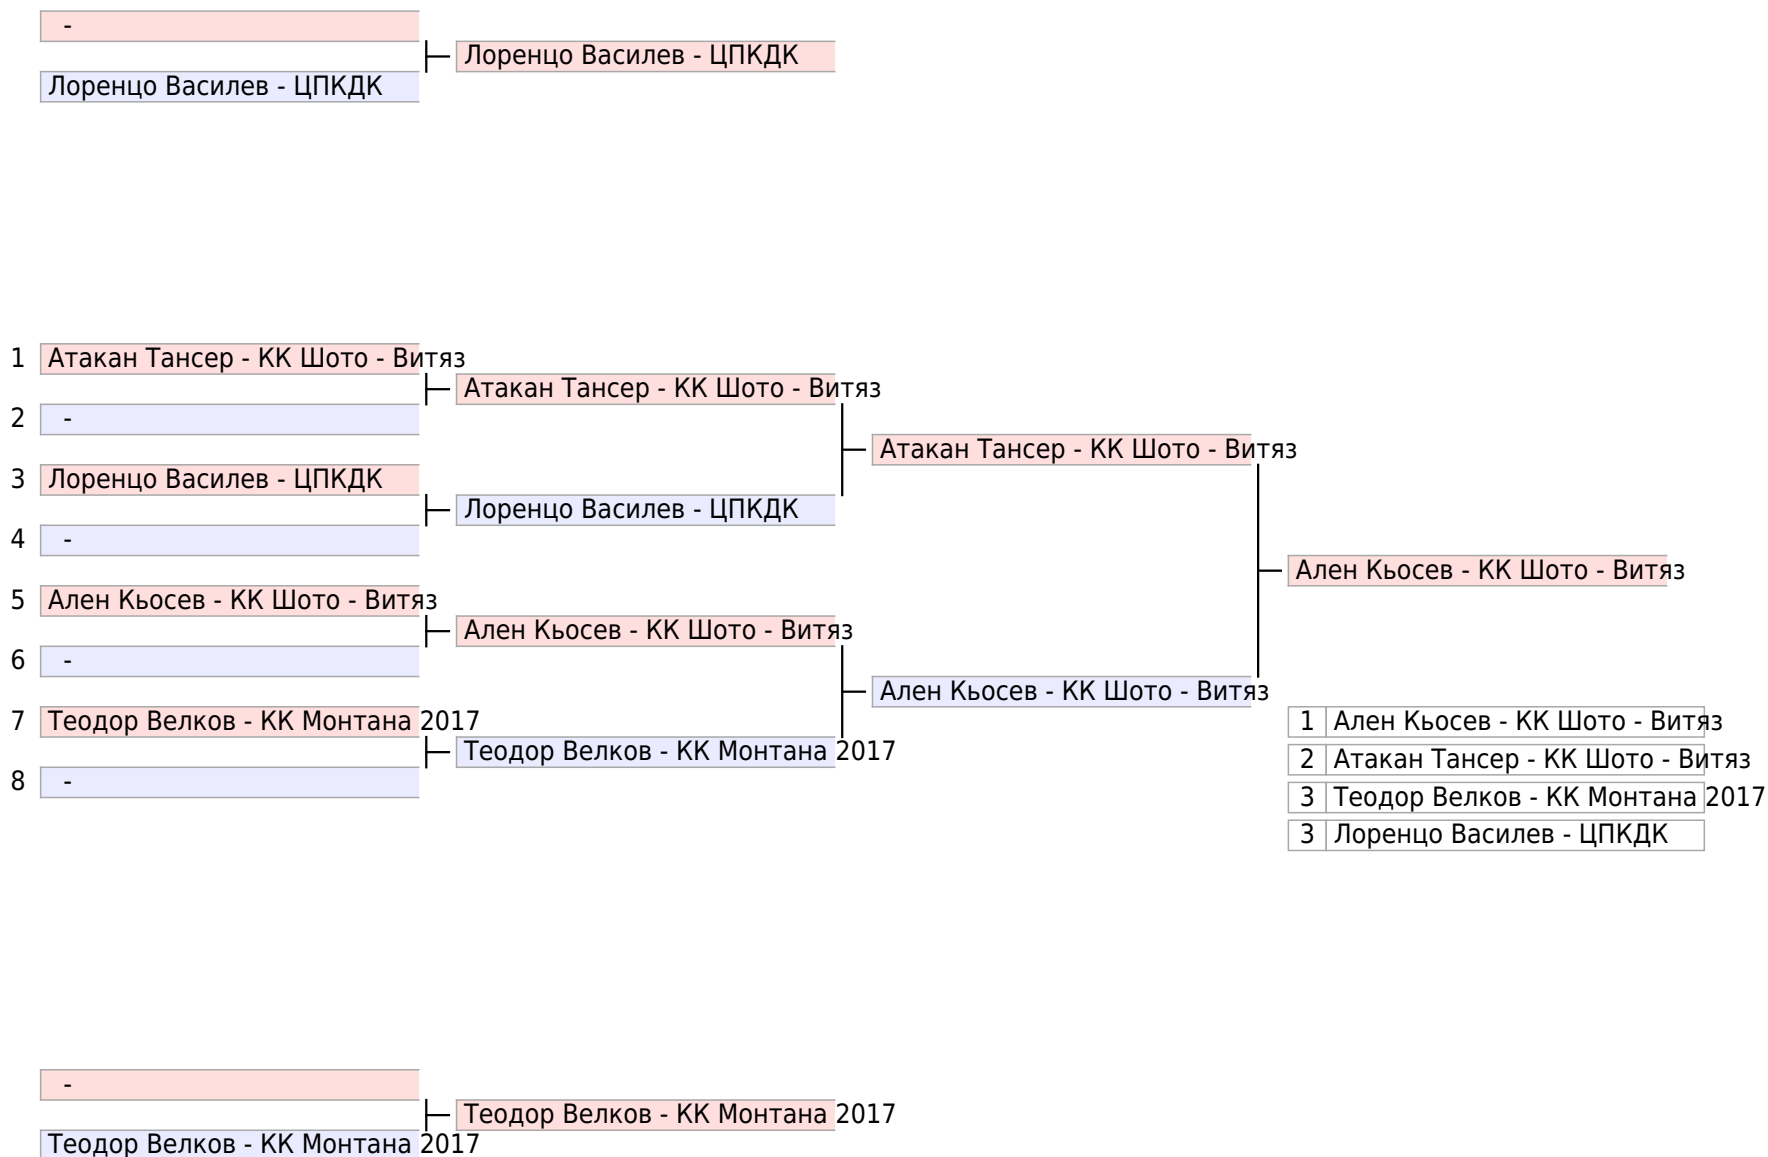 -
Лоренцо Василев - ЦПКДК
Лоренцо Василев - ЦПКДК
1 Атакан Тансер - КК Шото - Витяз
Атакан Тансер - КК Шото - Витяз
2 -
Атакан Тансер - КК Шото - Витяз
3 Лоренцо Василев - ЦПКДК
Лоренцо Василев - ЦПКДК
4 -
Ален Кьосев - КК Шото - Витяз
5 Ален Кьосев - КК Шото - Витяз
Ален Кьосев - КК Шото - Витяз
6 -
Ален Кьосев - КК Шото - Витяз
7 Теодор Велков - КК Монтана 2017
1 Ален Кьосев - КК Шото - Витяз
Теодор Велков - КК Монтана 2017
2 Атакан Тансер - КК Шото - Витяз
8 -
3 Теодор Велков - КК Монтана 2017
3 Лоренцо Василев - ЦПКДК
-
Теодор Велков - КК Монтана 2017
Теодор Велков - КК Монтана 2017